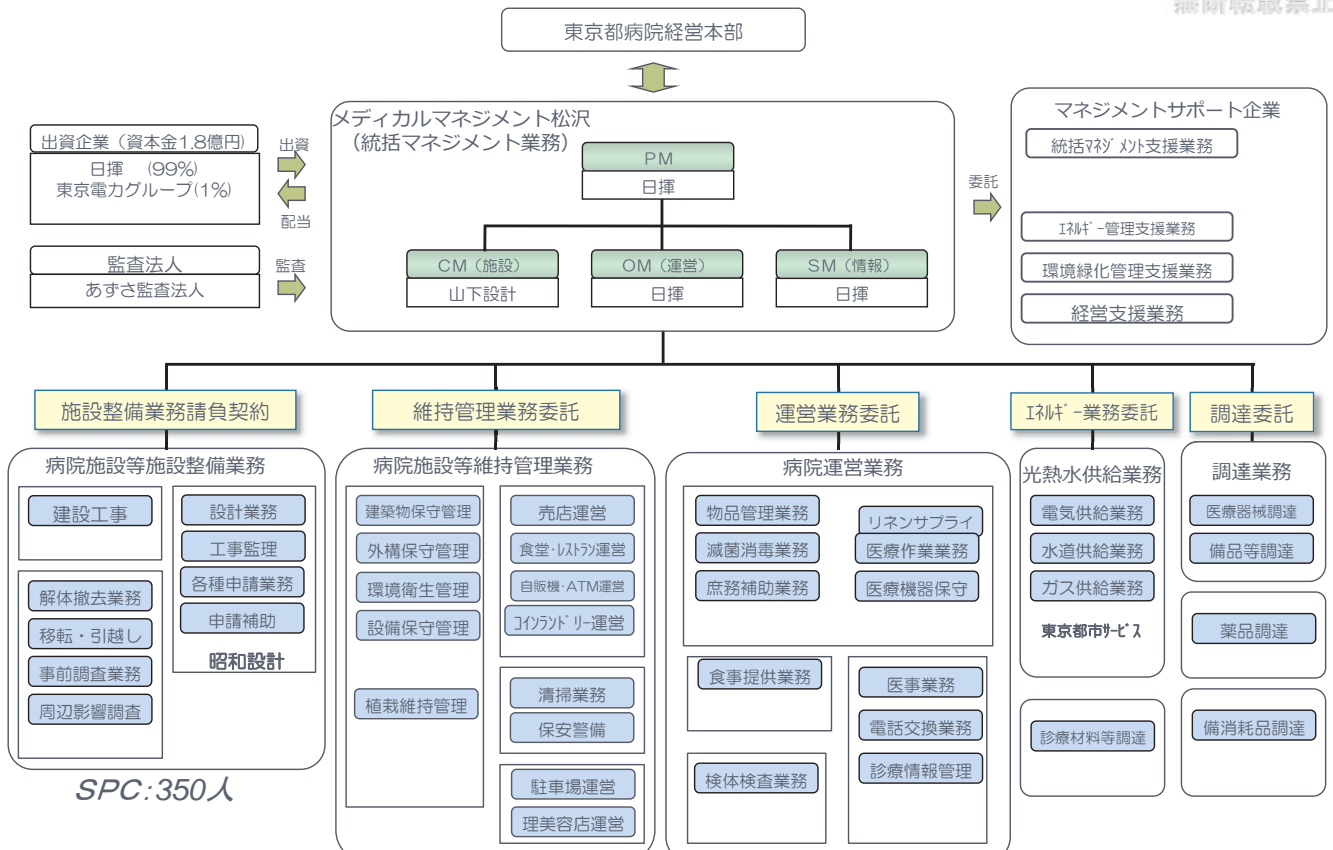 無断転載禁止
東京都病院経営本部
出資企業（資本金1.8億円）
日揮　(99%)
東京電力グループ(1%)
出資
配当
監査法人
あずさ監査法人
監査
メディカルマネジメント松沢
（統括マネジメント業務）
PM
日揮
CM（施設）
山下設計
OM（運営）
日揮
SM（情報）
日揮
委託
マネジメントサポート企業
統括マネジメント支援業務
エネルギー管理支援業務
環境緑化管理支援業務
経営支援業務
施設整備業務請負契約
維持管理業務委託
運営業務委託
エネルギー業務委託
調達委託
病院施設等施設整備業務
建設工事
解体撤去業務
移転・引越し
事前調査業務
周辺影響調査
設計業務
工事監理
各種申請業務
申請補助
昭和設計
SPC:350人
病院施設等維持管理業務
建築物保守管理
外構保守管理
環境衛生管理
設備保守管理
植栽維持管理
売店運営
食堂・レストラン運営
自販機・ATM運営
コインランドリー運営
清掃業務
保安警備
駐車場運営
理美容店運営
病院運営業務
物品管理業務
滅菌消毒業務
庶務補助業務
リネンサプライ
医療作業業務
医療機器保守
食事提供業務
検体検査業務
医事業務
電話交換業務
診療情報管理
光熱水供給業務
電気供給業務
水道供給業務
ガス供給業務
東京都市サービス
診療材料等調達
調達業務
医療器械調達
備品等調達
薬品調達
備消耗品調達